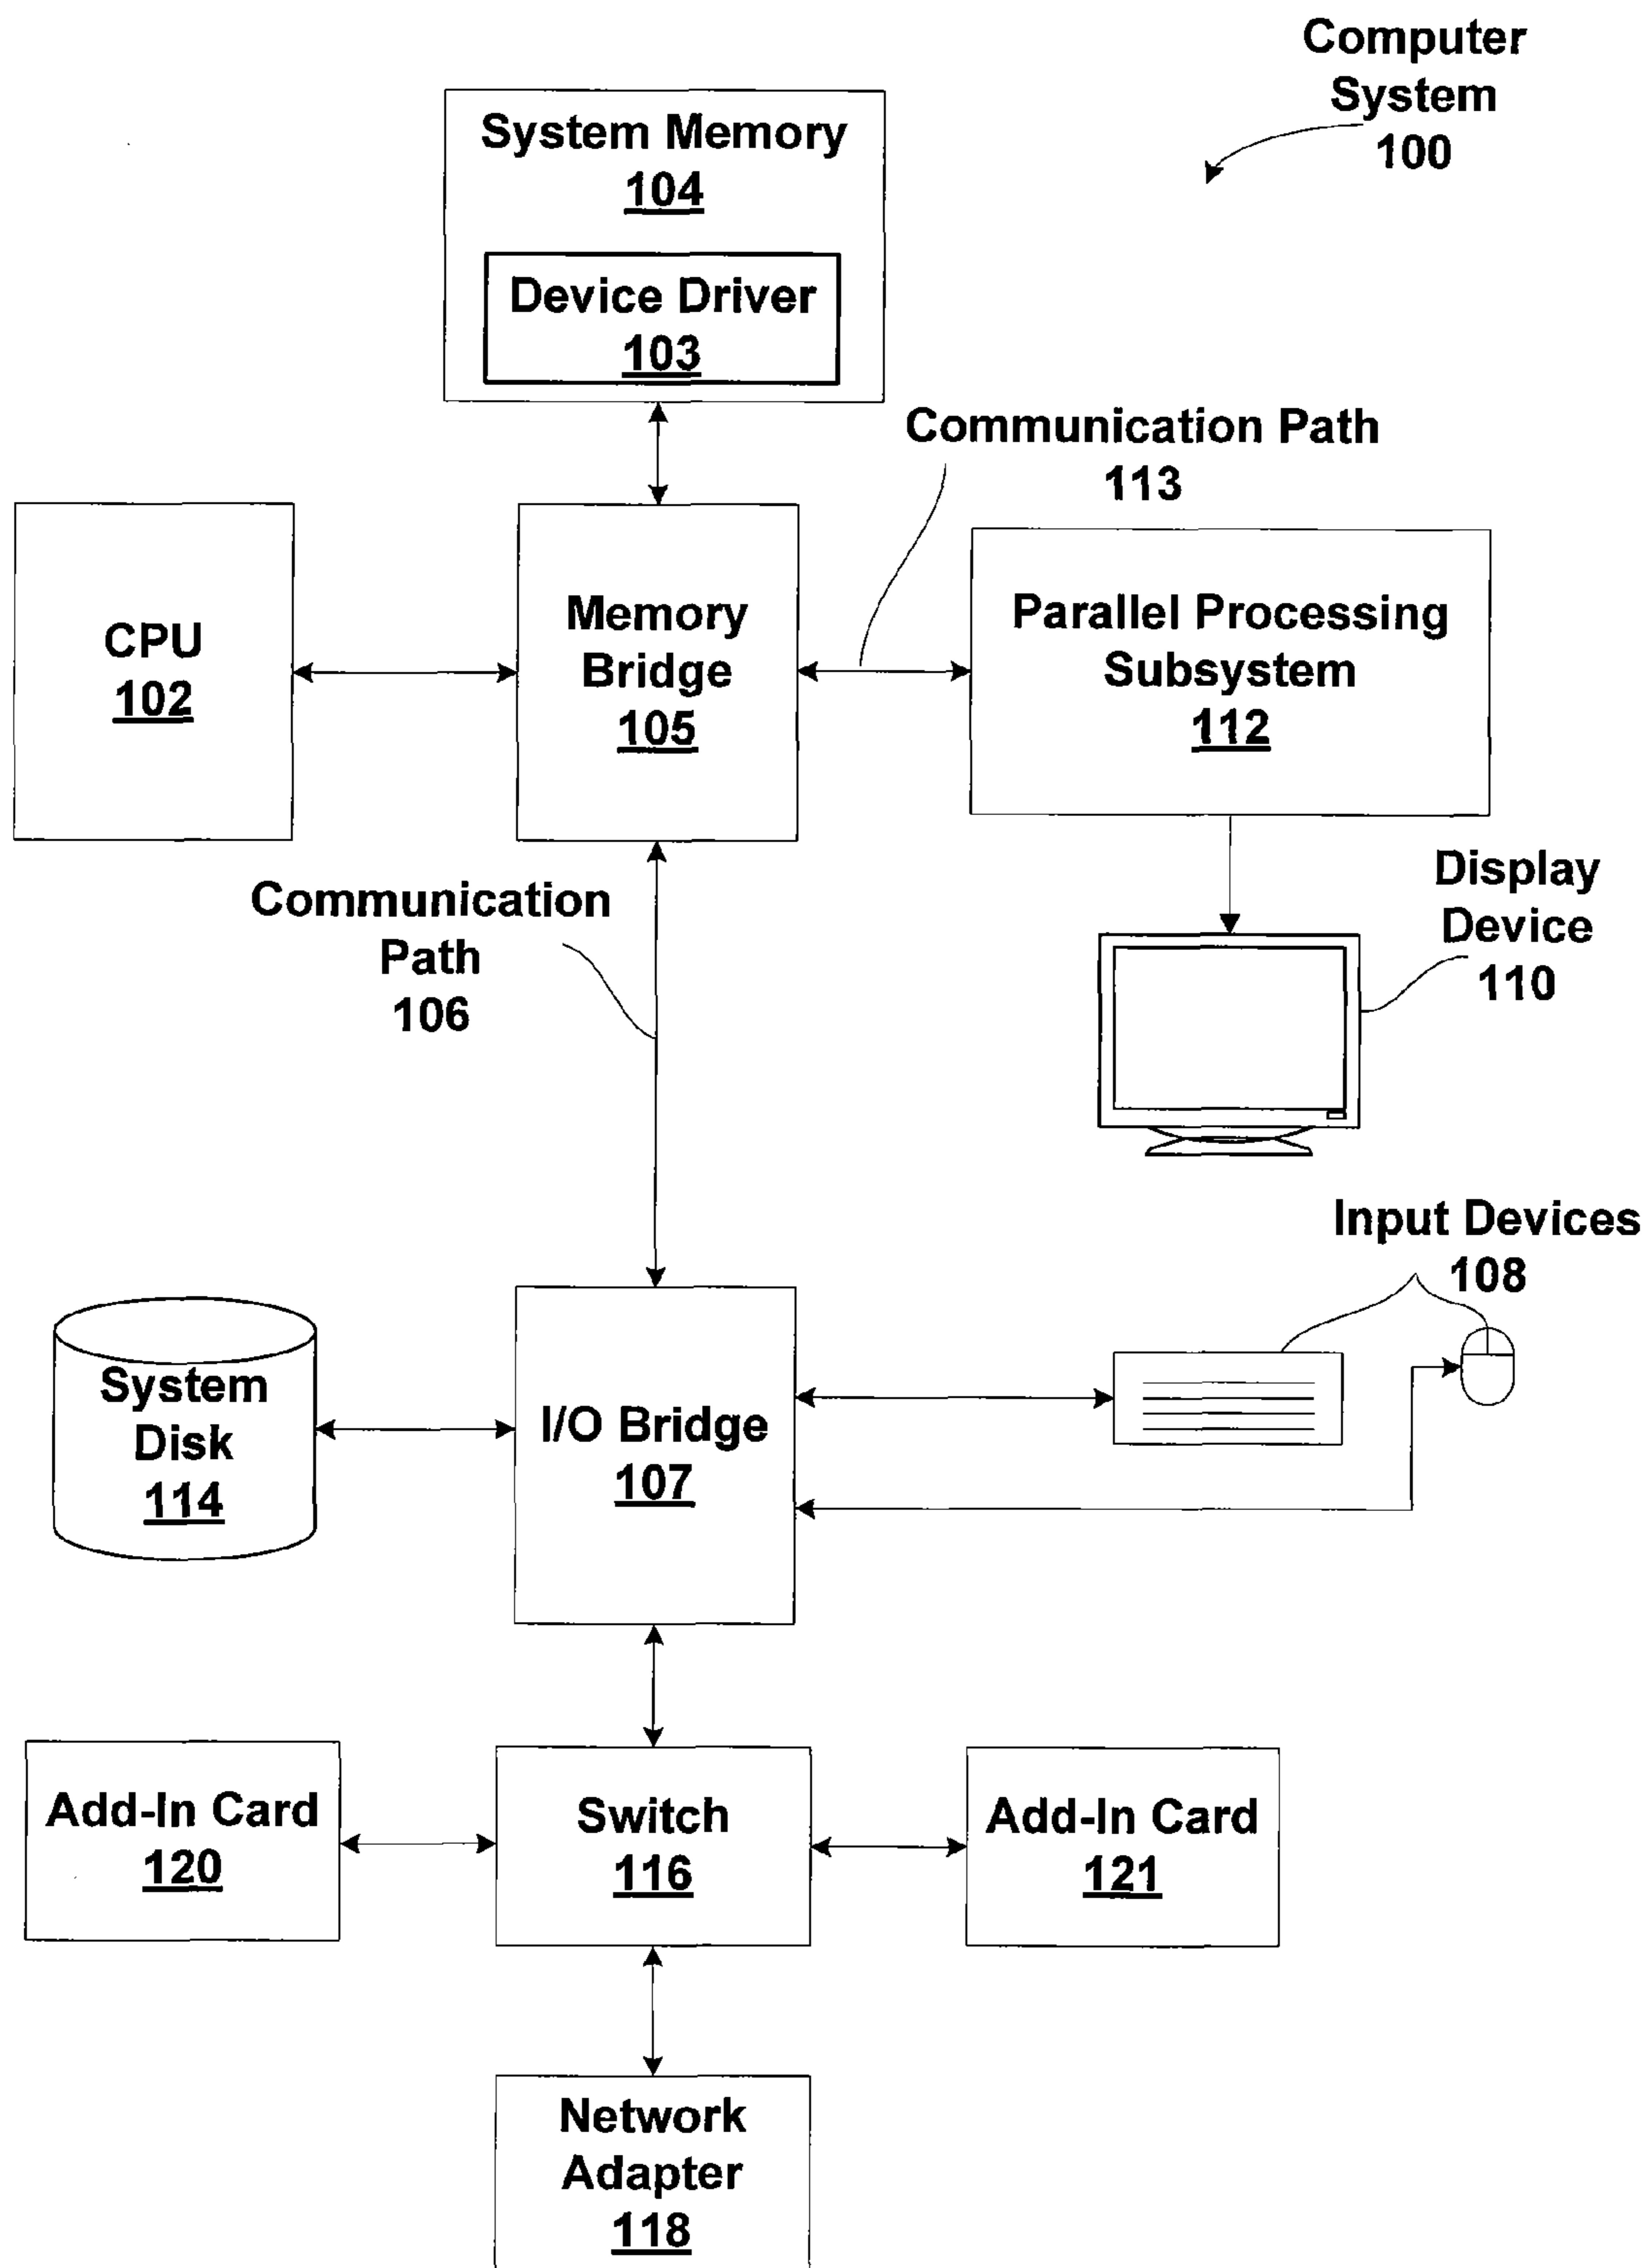 Computer
System
100
System Memory
104
Device Driver
103
Communication Path
113
CPU
102
Memory
Bridge
105
Parallel Processing
Subsystem
112
Communication
Path
106
Display
Device
110
Input Devices
108
System
Disk
114
I/O Bridge
107
Add-In Card
120
Switch
116
Add-In Card
121
Network
Adapter
118